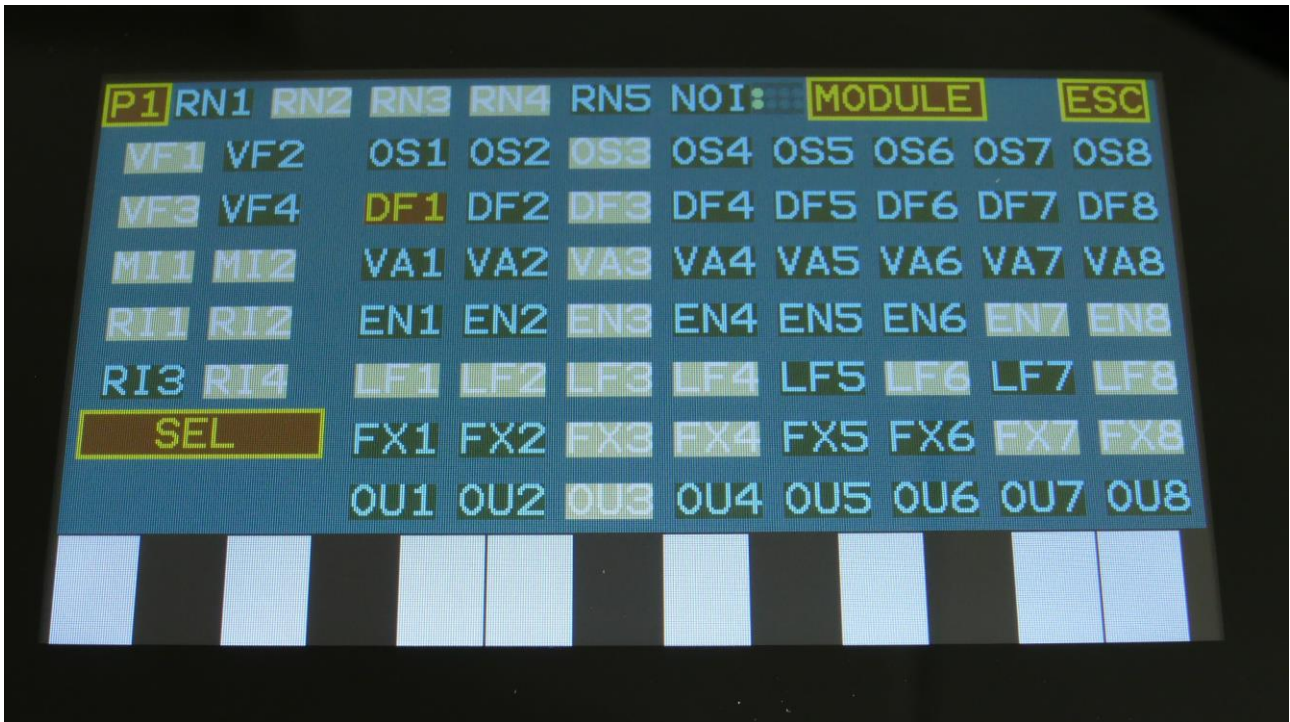 P1 RN1 RN2 RN3 RN4 RN5 NOI: MODULE ESC
VF1 VF2 OS1 OS2 OS3 OS4 OS5 OS6 OS7 OS8
VF3 VF4 DF1 DF2 DF3 DF4 DF5 DF6 DF7 DF8
MI1 MI2 VA1 VA2 VA3 VA4 VA5 VA6 VA7 VA8
RI1 RI2 EN1 EN2 EN3 EN4 EN5 EN6 EN7 EN8
RI3 RI4 LF1 LF2 LF3 LF4 LF5 LF6 LF7 LF8
SEL FX1 FX2 FX3 FX4 FX5 FX6 FX7 FX8
OU1 OU2 OU3 OU4 OU5 OU6 OU7 OU8